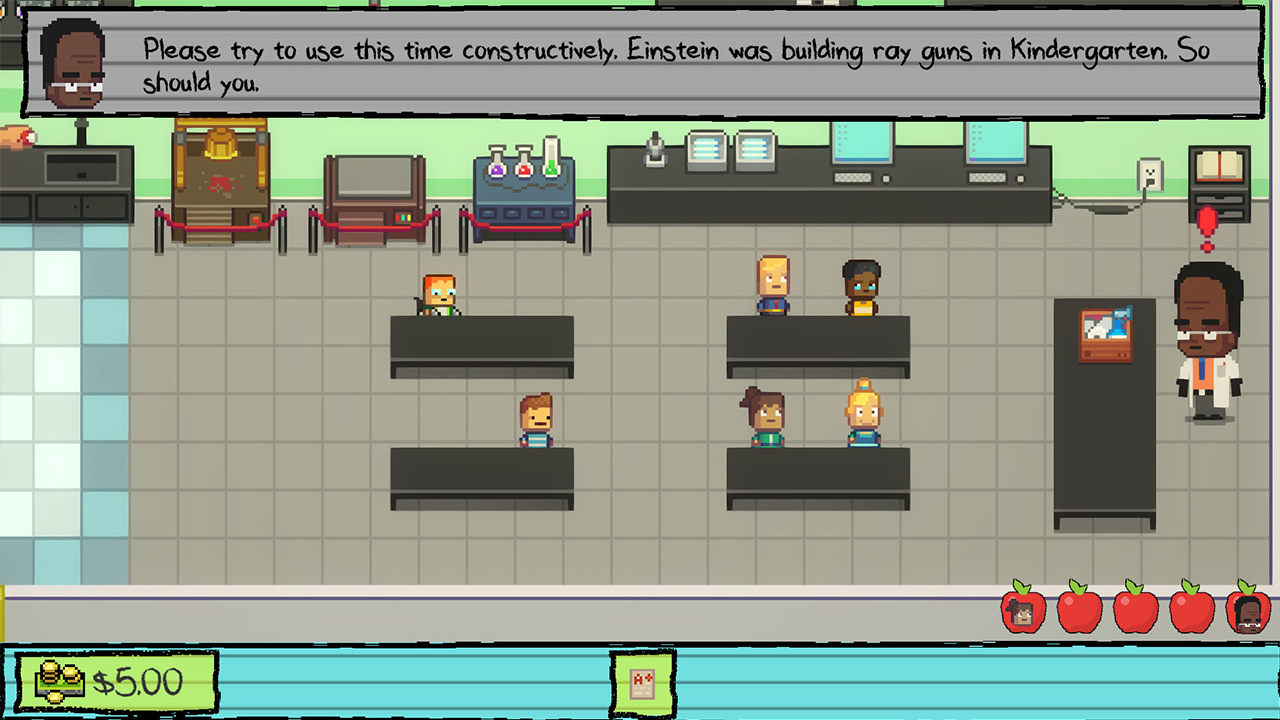 Please try to use this time constructively. Einstein was building ray guns in Kindergarten. So
should you.
$5.00
A+